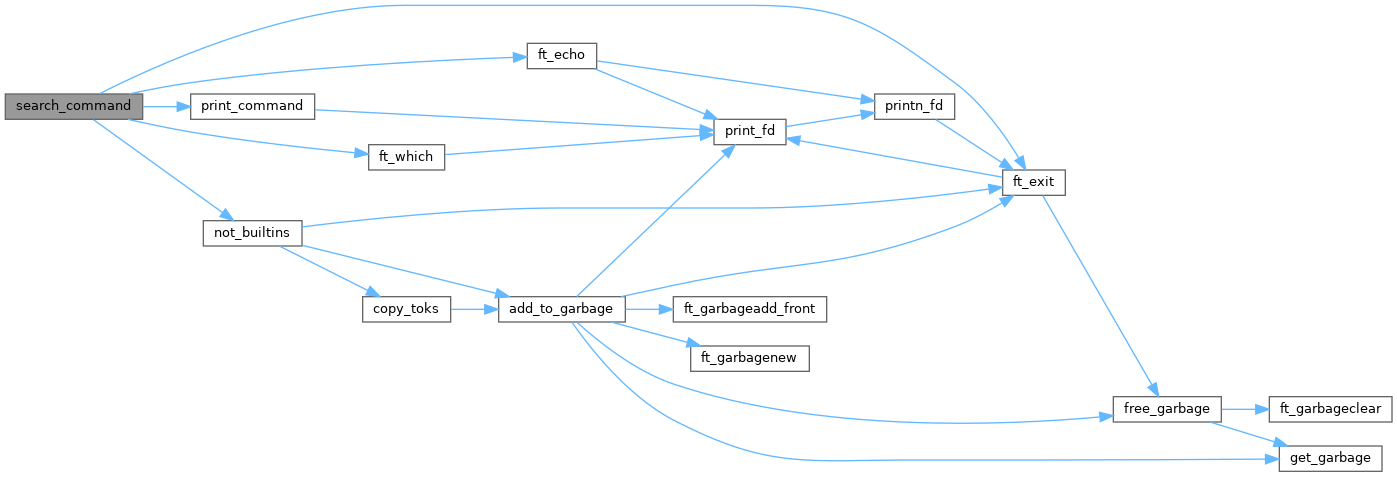 ft_echo
search_command
print_command
printn_fd
print_fd
ft_which
ft_exit
not_builtins
copy_toks
add_to_garbage
ft_garbageadd_front
ft_garbagenew
free_garbage
ft_garbageclear
get_garbage